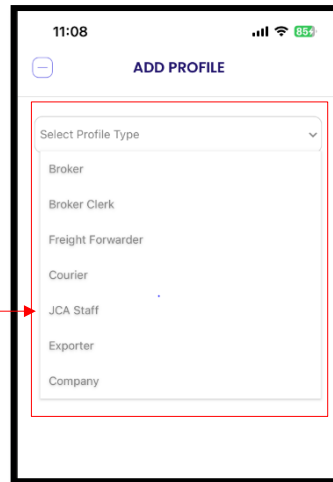 11:08
85
ADD PROFILE
Select Profile Type
Broker
Broker Clerk
Freight Forwarder
Courier
JCA Staff
Exporter
Company